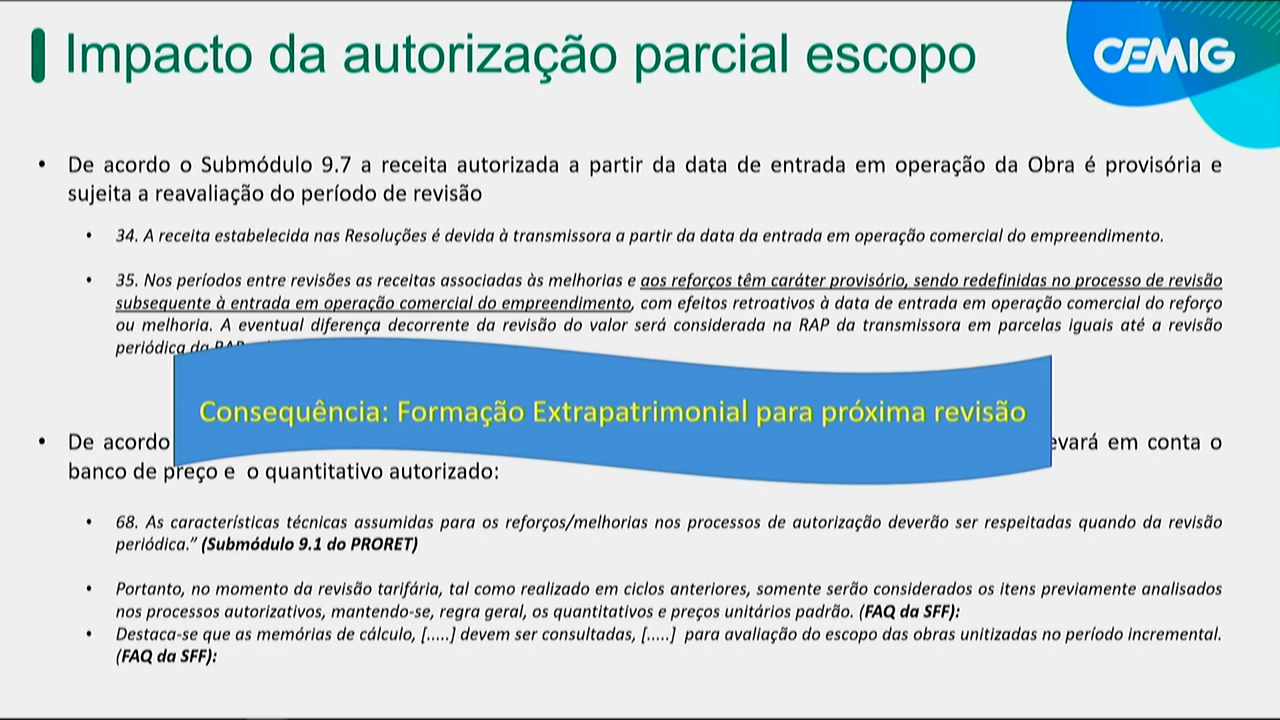 Impacto da autorização parcial escopo
CEMIG
• De acordo o Submódulo 9.7 a receita autorizada a partir da data de entrada em operação da Obra é provisória e
sujeita a reavaliação do período de revisão
• 34. A receita estabelecida nas Resoluções é devida à transmissora a partir da data da entrada em operação comercial do empreendimento.
• 35. Nos períodos entre revisões as receitas associadas às melhorias e aos reforços têm caráter provisório, sendo redefinidas no processo de revisão
subsequente à entrada em operação comercial do empreendimento, com efeitos retroativos à data de entrada em operação comercial do reforço
ou melhoria. A eventual diferença decorrente da revisão do valor será considerada na RAP da transmissora em parcelas iguais até a revisão
periódica da RAP
Consequência: Formação Extrapatrimonial para próxima revisão
• De acordo evará em conta o
banco de preço e o quantitativo autorizado:
• 68. As características técnicas assumidas para os reforços/melhorias nos processos de autorização deverão ser respeitadas quando da revisão
periódica.” (Submódulo 9.1 do PRORET)
• Portanto, no momento da revisão tarifária, tal como realizado em ciclos anteriores, somente serão considerados os itens previamente analisados
nos processos autorizativos, mantendo-se, regra geral, os quantitativos e preços unitários padrão. (FAQ da SFF):
• Destaca-se que as memórias de cálculo, [.....] devem ser consultadas, [.....] para avaliação do escopo das obras unitizadas no período incremental.
(FAQ da SFF):